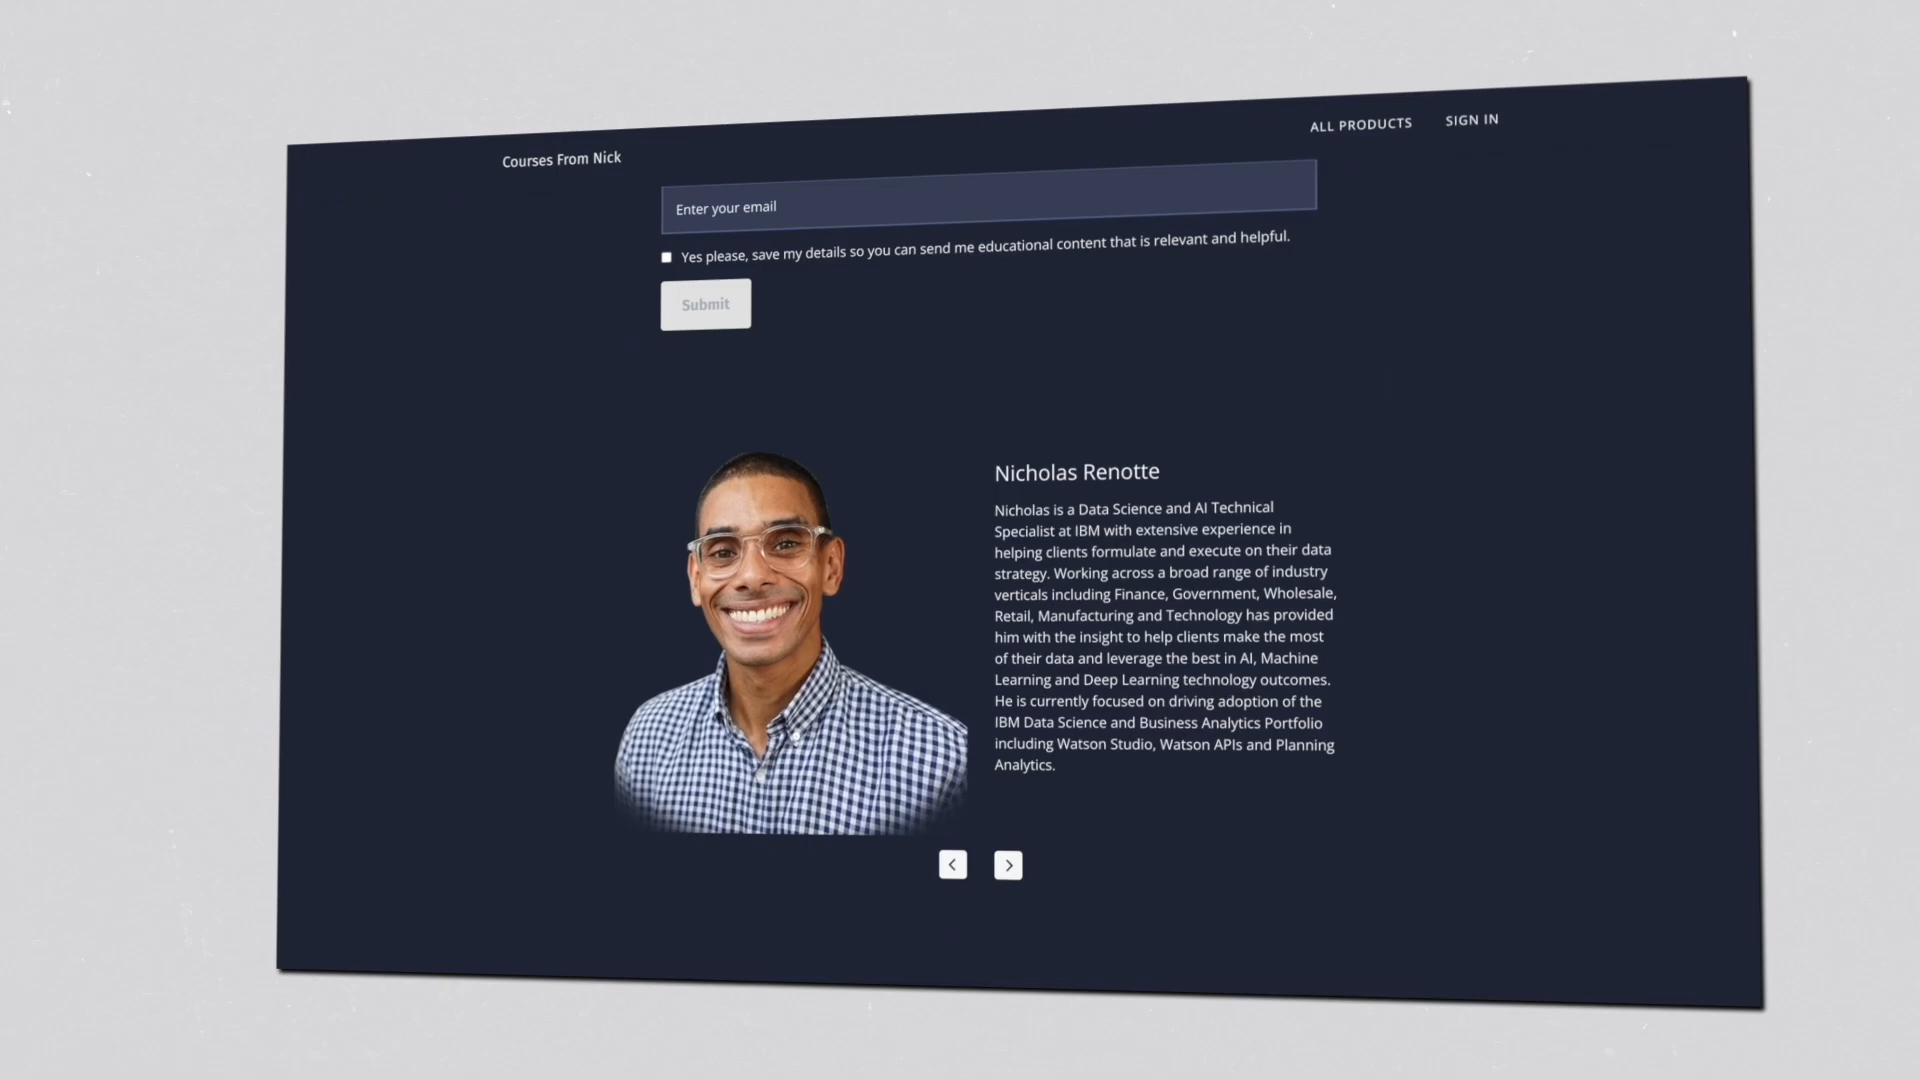 Courses From Nick
ALL PRODUCTS
SIGN IN
Enter your email
Yes please, save my details so you can send me educational content that is relevant and helpful.
Submit
Nicholas Renotte
Nicholas is a Data Science and AI Technical
Specialist at IBM with extensive experience in
helping clients formulate and execute on their data
strategy. Working across a broad range of industry
verticals including Finance, Government, Wholesale,
Retail, Manufacturing and Technology has provided
him with the insight to help clients make the most
of their data and leverage the best in AI, Machine
Learning and Deep Learning technology outcomes.
He is currently focused on driving adoption of the
IBM Data Science and Business Analytics Portfolio
including Watson Studio, Watson APIs and Planning
Analytics.